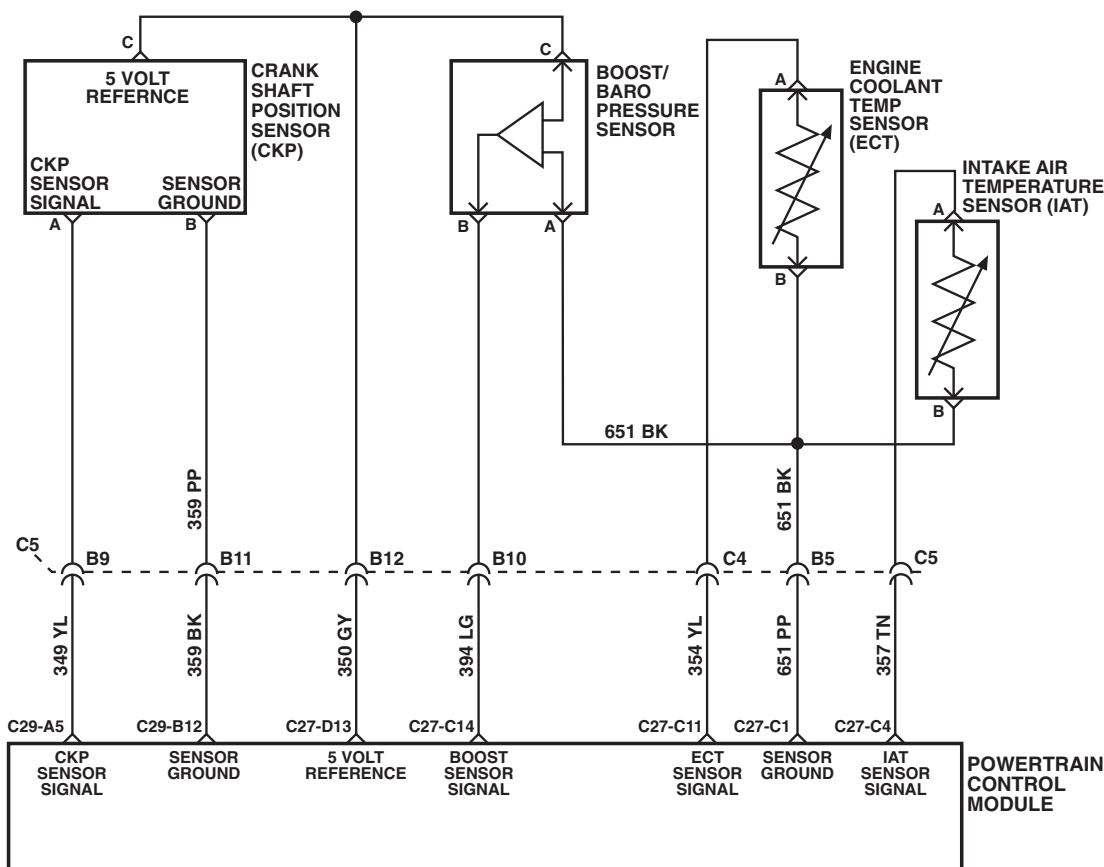 C
5 VOLT
REFERNCE
CKP
SENSOR
SIGNAL
SENSOR
GROUND
A
B
CRANK
SHAFT
POSITION
SENSOR
(CKP)
C
B
A
BOOST/
BARO
PRESSURE
SENSOR
A
B
ENGINE
COOLANT
TEMP
SENSOR
(ECT)
INTAKE AIR
TEMPERATURE
SENSOR (IAT)
A
B
651 BK
359 PP
651 BK
C5
B9
B11
B12
B10
C4
B5
C5
349 YL
359 BK
350 GY
394 LG
354 YL
651 PP
357 TN
C29-A5
C29-B12
C27-D13
C27-C14
C27-C11
C27-C1
C27-C4
CKP
SENSOR
SIGNAL
SENSOR
GROUND
5 VOLT
REFERENCE
BOOST
SENSOR
SIGNAL
ECT
SENSOR
SIGNAL
SENSOR
GROUND
IAT
SENSOR
SIGNAL
POWERTRAIN
CONTROL
MODULE